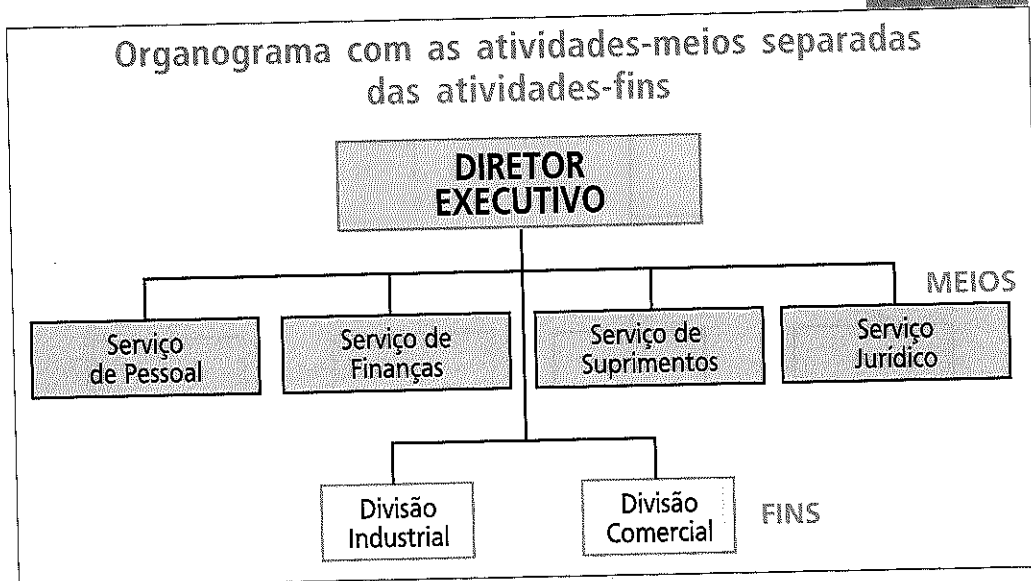 Organograma com as atividades-meios separadas
das atividades-fins
DIRETOR
EXECUTIVO
MEIOS
Serviço
de Pessoal
Serviço de
Finanças
Serviço de
Suprimentos
Serviço
Jurídico
Divisão
Industrial
Divisão
Comercial
FINS